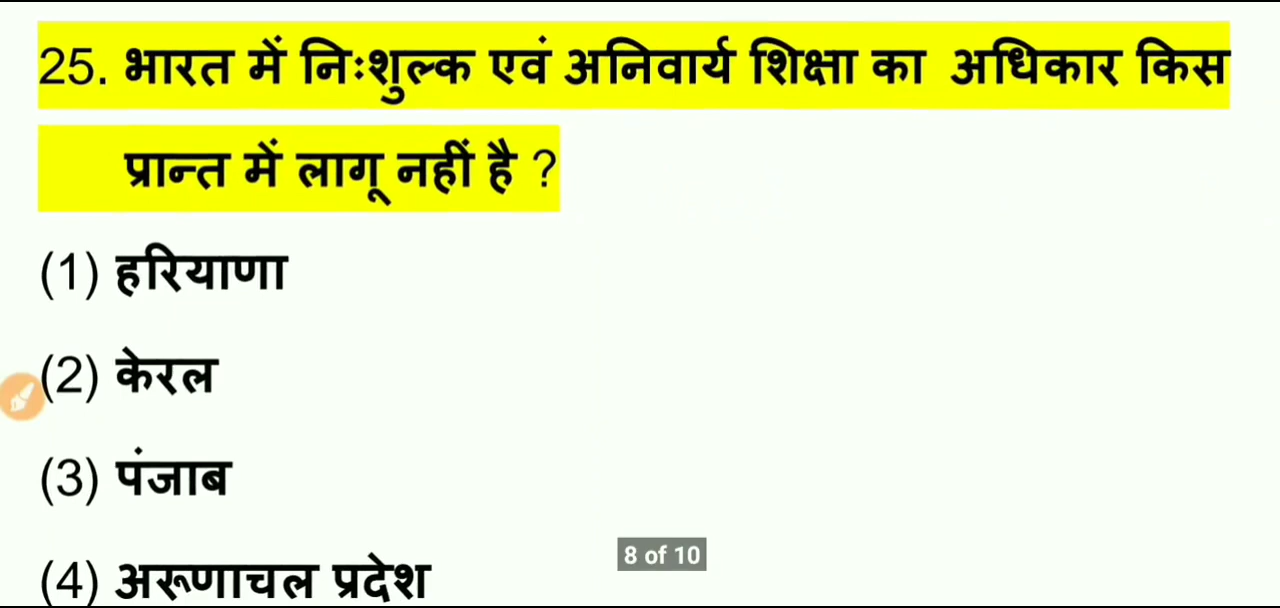 25. भारत में निःशुल्क एवं अनिवार्य शिक्षा का अधिकार किस
प्रान्त में लागू नहीं है ?
(1) हरियाणा
(2) केरल
(3) पंजाब
(4) अरूणाचल प्रदेश
8 of 10